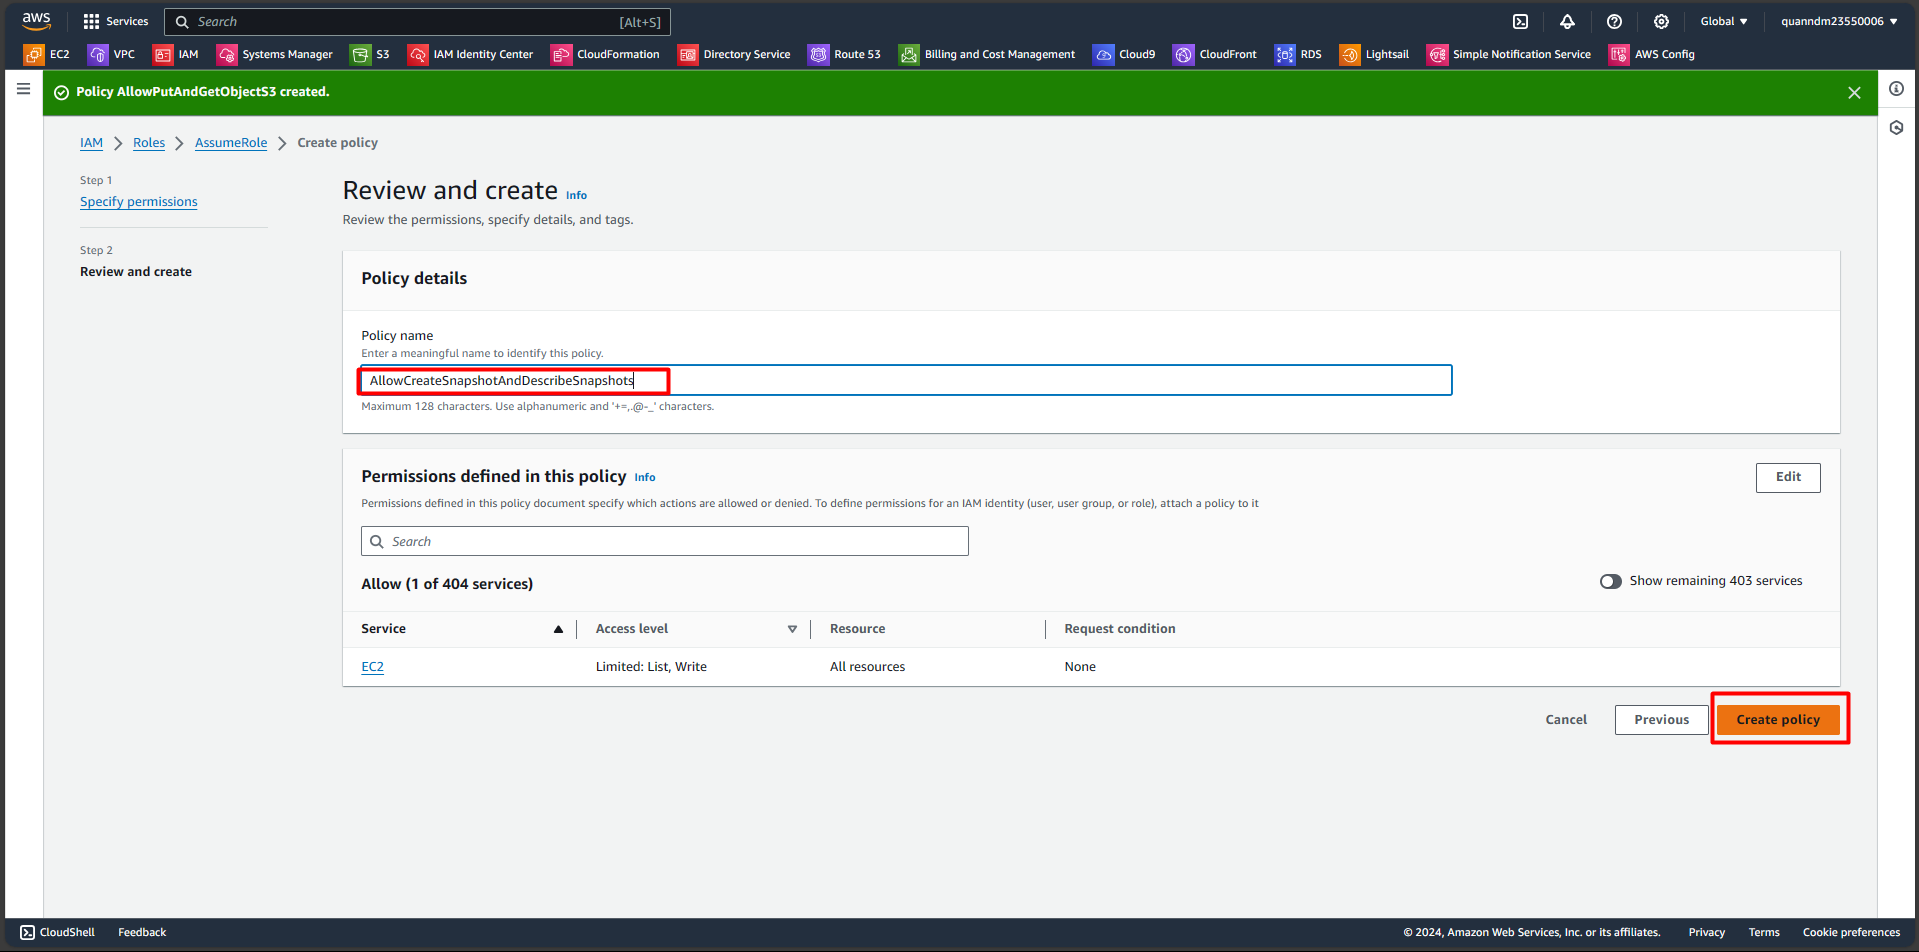 aws Services Search [Alt+S] Global ▼ quanndm23550006 ▼
EC2 VPC IAM Systems Manager S3 IAM Identity Center CloudFormation Directory Service Route 53 Billing and Cost Management Cloud9 CloudFront RDS Lightsail Simple Notification Service AWS Config
Policy AllowPutAndGetObjectS3 created.
IAM > Roles > AssumeRole > Create policy
Step 1
Specify permissions
Step 2
Review and create
Review and create Info
Review the permissions, specify details, and tags.
Policy details
Policy name
Enter a meaningful name to identify this policy.
AllowCreateSnapshotAndDescribeSnapshots
Maximum 128 characters. Use alphanumeric and '+=,.@-_' characters.
Permissions defined in this policy Info
Edit
Permissions defined in this policy document specify which actions are allowed or denied. To define permissions for an IAM identity (user, user group, or role), attach a policy to it
Search
Allow (1 of 404 services)
Show remaining 403 services
Service Access level Resource Request condition
EC2 Limited: List, Write All resources None
Cancel Previous Create policy
CloudShell Feedback © 2024, Amazon Web Services, Inc. or its affiliates. Privacy Terms Cookie preferences